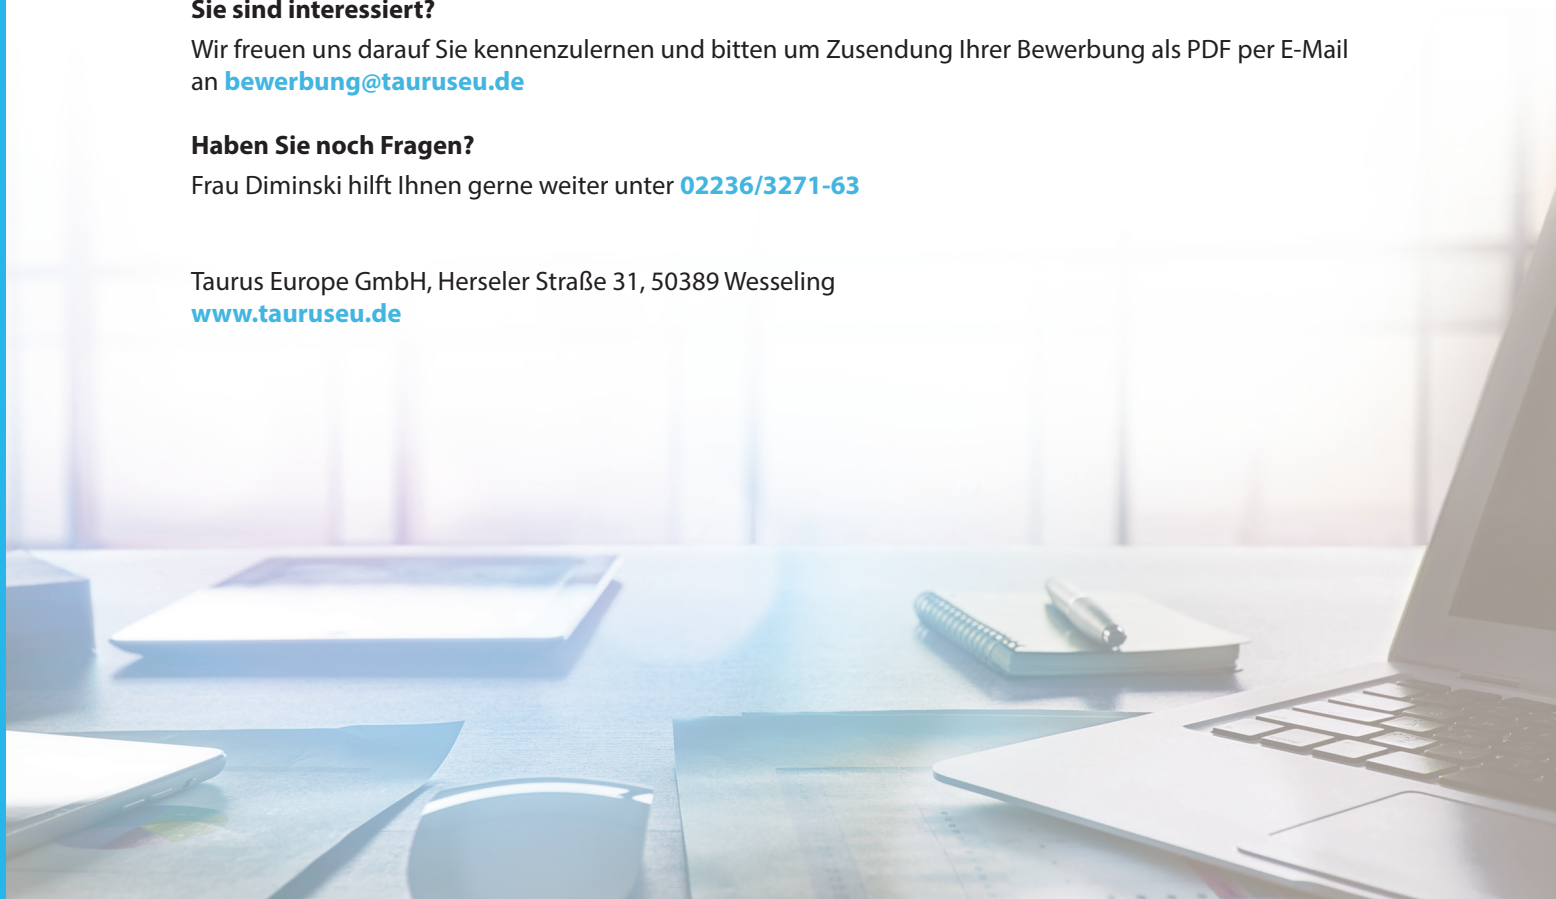 Sie sind interessiert?
Wir freuen uns darauf Sie kennenzulernen und bitten um Zusendung Ihrer Bewerbung als PDF per E-Mail
an bewerbung@tauruseu.de
Haben Sie noch Fragen?
Frau Diminski hilft Ihnen gerne weiter unter 02236/3271-63
Taurus Europe GmbH, Herseler Straße 31, 50389 Wesseling
www.tauruseu.de